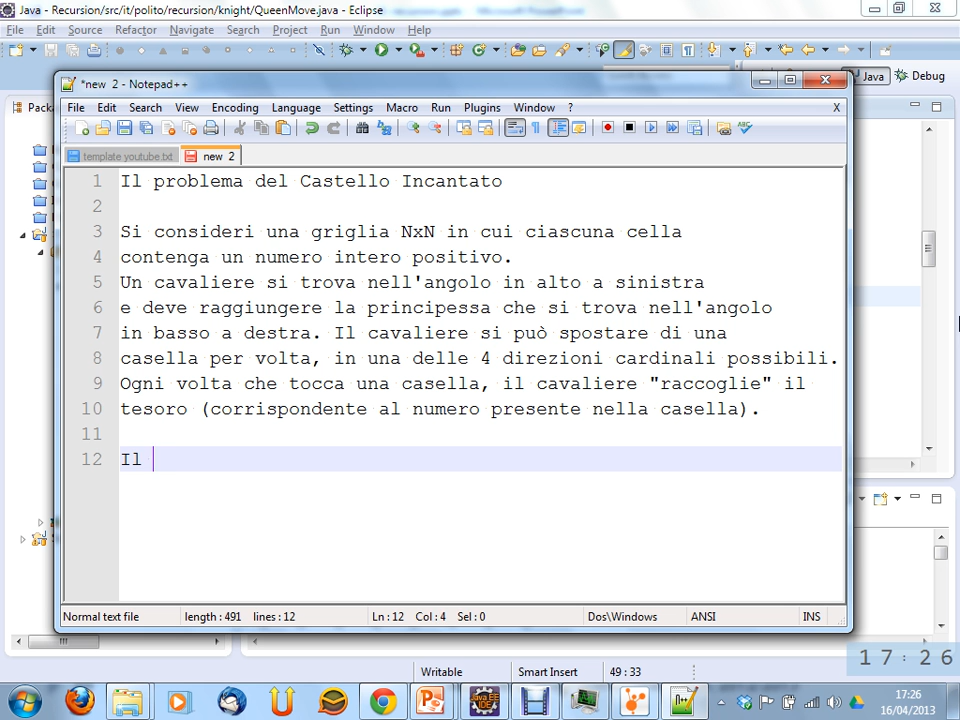 Java - Recursion/src/it/polito/recursion/knight/QueenMove.java - Eclipse
File Edit Source Refactor Navigate Search Project Run Window Help
Java Debug
*new 2 - Notepad++
File Edit Search View Encoding Language Settings Macro Run Plugins Window ? X
template youtube.txt new 2
1 Il problema del Castello Incantato
2
3 Si consideri una griglia NxN in cui ciascuna cella
4 contenga un numero intero positivo.
5 Un cavaliere si trova nell'angolo in alto a sinistra
6 e deve raggiungere la principessa che si trova nell'angolo
7 in basso a destra. Il cavaliere si può spostare di una
8 casella per volta, in una delle 4 direzioni cardinali possibili.
9 Ogni volta che tocca una casella, il cavaliere "raccoglie" il
10 tesoro (corrispondente al numero presente nella casella).
11
12 Il
Normal text file length : 491 lines : 12 Ln : 12 Col : 4 Sel : 0 Dos\Windows ANSI INS
17:26
Writable Smart Insert 49 : 33
17:26
16/04/2013